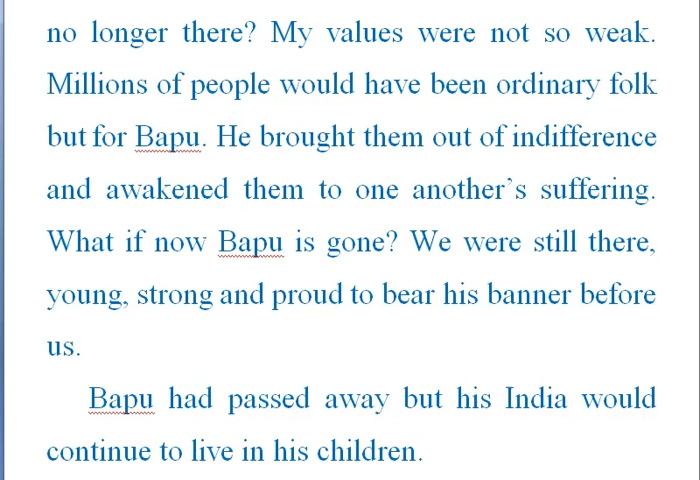 no longer there? My values were not so weak.
Millions of people would have been ordinary folk
but for Bapu. He brought them out of indifference
and awakened them to one another’s suffering.
What if now Bapu is gone? We were still there,
young, strong and proud to bear his banner before
us.
Bapu had passed away but his India would
continue to live in his children.